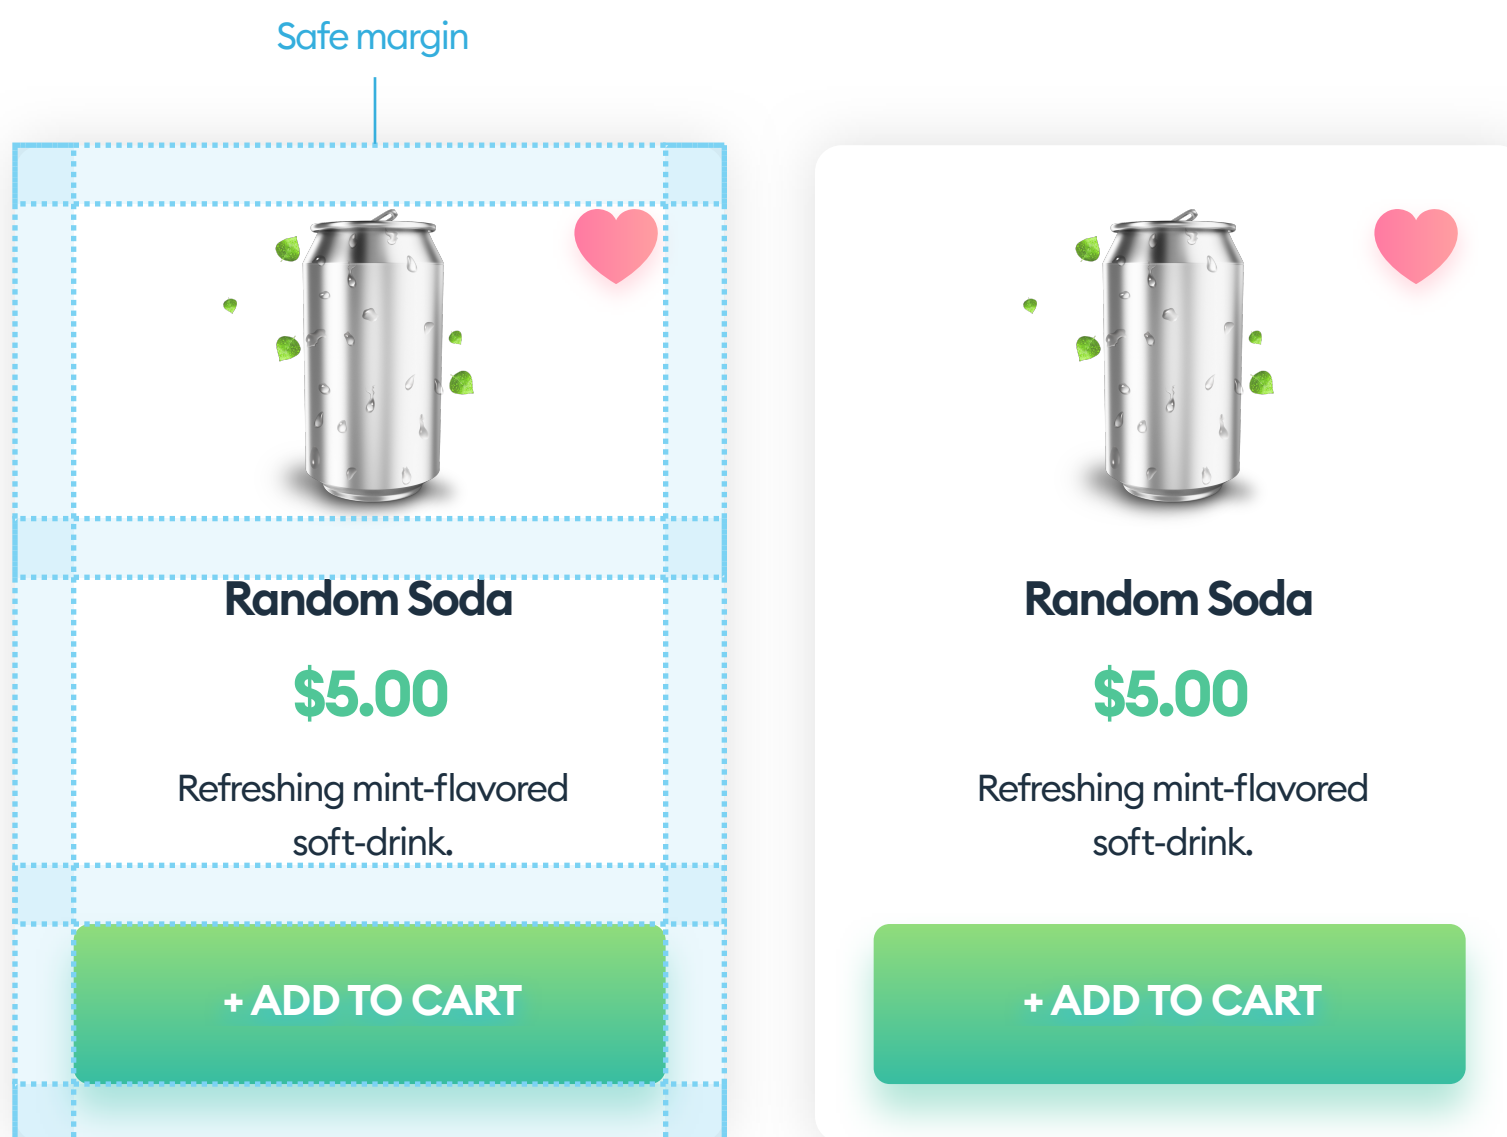 Safe margin
Random Soda
$5.00
Refreshing mint-flavored
soft-drink.
+ ADD TO CART
Random Soda
$5.00
Refreshing mint-flavored
soft-drink.
+ ADD TO CART